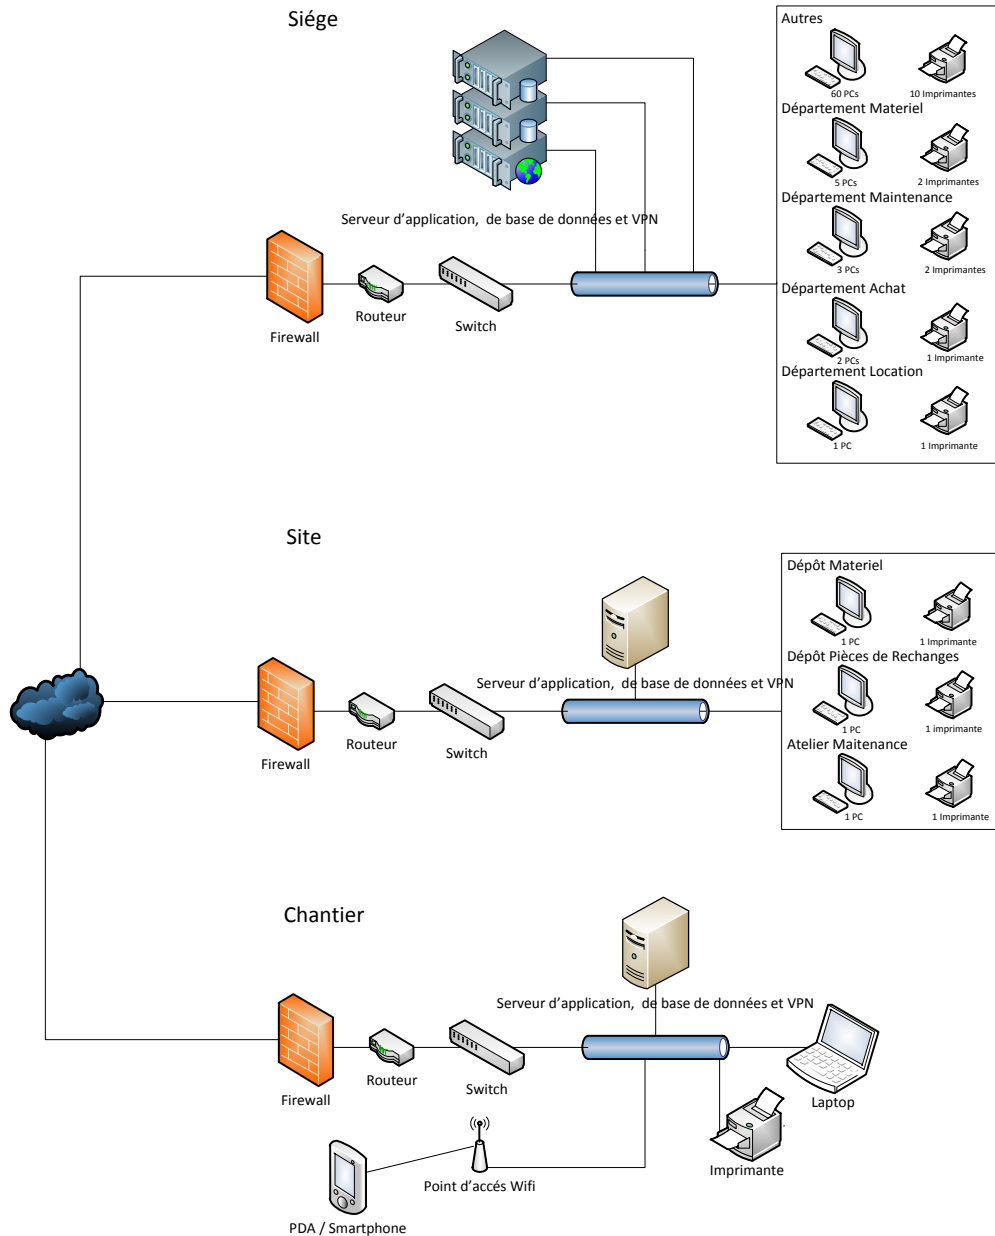 Siége
Autres
60 PCs
10 Imprimantes
Département Materiel
5 PCs
2 Imprimantes
Département Maintenance
3 PCs
2 Imprimantes
Département Achat
2 PCs
1 Imprimante
Département Location
1 PC
1 Imprimante
Serveur d'application, de base de données et VPN
Firewall
Routeur
Switch
Site
Dépôt Materiel
1 PC
1 Imprimante
Dépôt Pièces de Rechanges
1 PC
1 imprimante
Atelier Maitenance
1 PC
1 Imprimante
Serveur d'application, de base de données et VPN
Firewall
Routeur
Switch
Chantier
Serveur d'application, de base de données et VPN
Firewall
Routeur
Switch
Laptop
Imprimante
Point d'accés Wifi
PDA / Smartphone